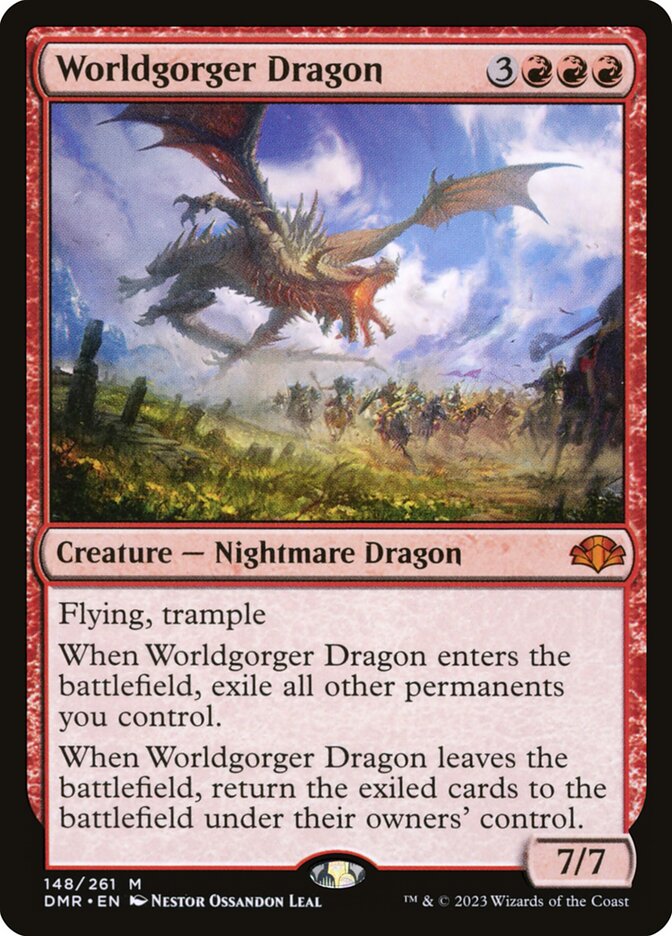 Worldgorger Dragon 3
Creature — Nightmare Dragon
Flying, trample
When Worldgorger Dragon enters the
battlefield, exile all other permanents
you control.
When Worldgorger Dragon leaves the
battlefield, return the exiled cards to the
battlefield under their owners' control.
7/7
148/261 M
DMR • EN Nestor Ossandon Leal
™ & © 2023 Wizards of the Coast